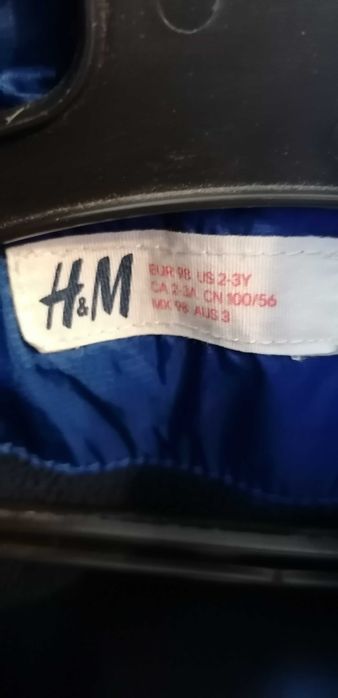 H&M
EUR 98 US 2-3Y
CA 2-3A CN 100/56
MX 98 AUS 3